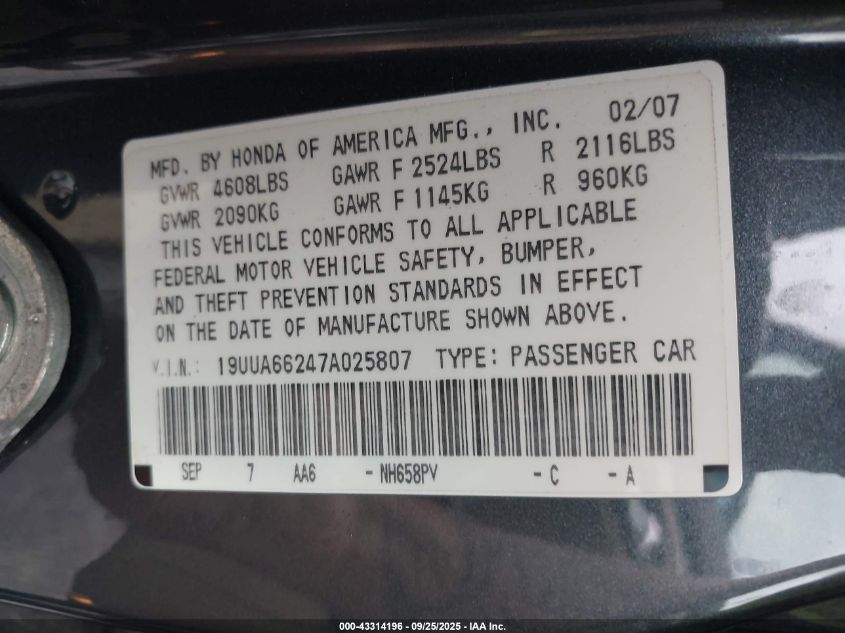 MFD. BY HONDA OF AMERICA MFG., INC. 02/07
GVWR 4608LBS GAWR F 2524LBS R 2116LBS
GVWR 2090KG GAWR F 1145KG R 960KG
THIS VEHICLE CONFORMS TO ALL APPLICABLE
FEDERAL MOTOR VEHICLE SAFETY, BUMPER,
AND THEFT PREVENTION STANDARDS IN EFFECT
ON THE DATE OF MANUFACTURE SHOWN ABOVE.
V.I.N.: 19UUA66247A025807 TYPE: PASSENGER CAR
SEP 7 AA6 -NH658PV -C -A
000-43314196 - 09/25/2025 - IAA Inc.